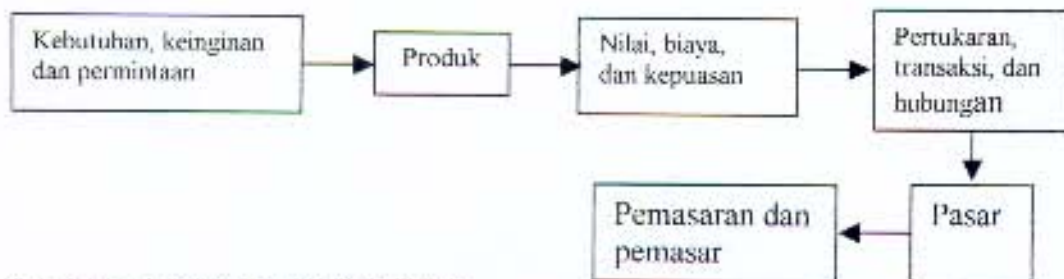 Kebutuhan, keinginan
dan permintaan
Produk
Nilai, biaya,
dan kepuasan
Pertukaran,
transaksi, dan
hubungan
Pasar
Pemasaran dan
pemasar